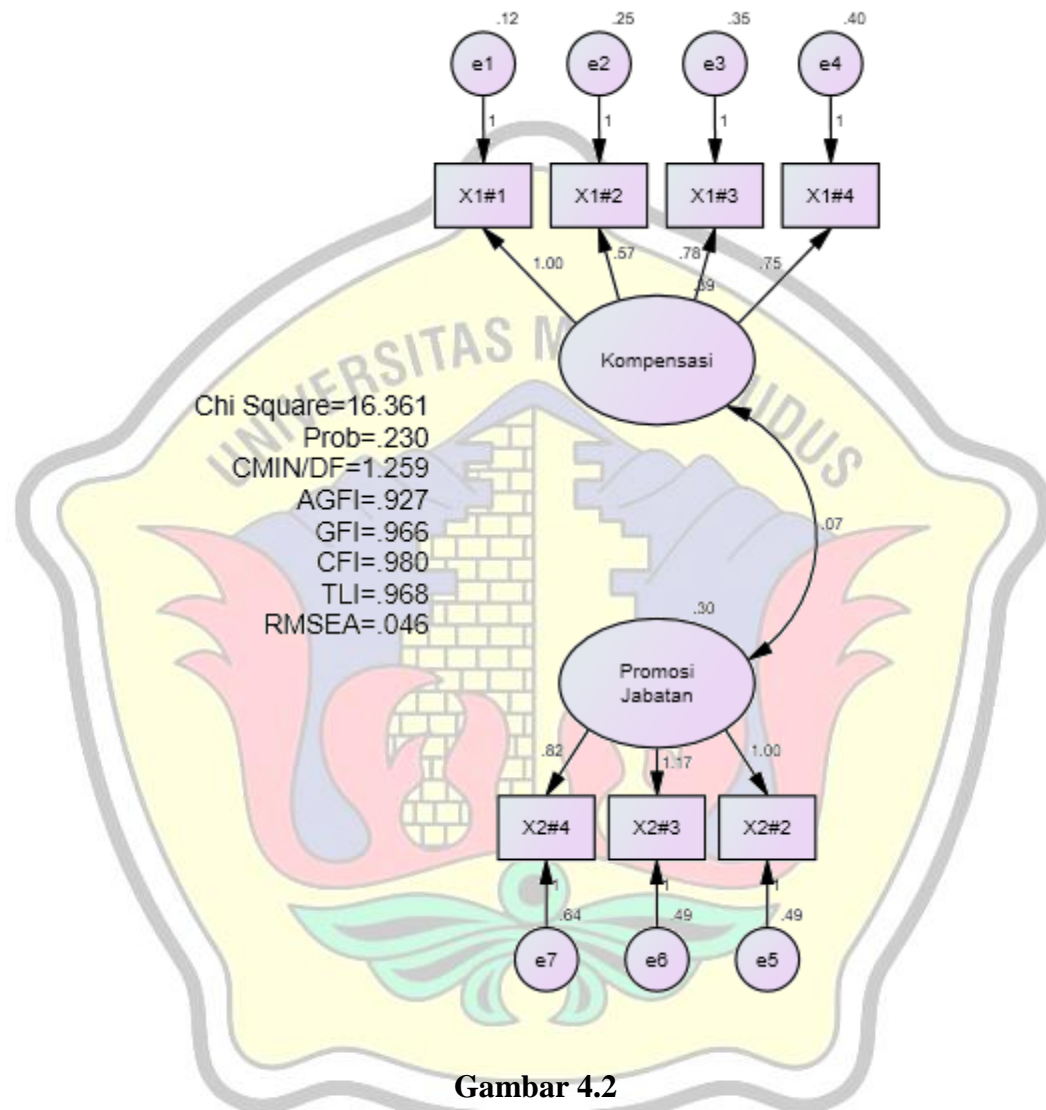 .12 .25 .35 .40
e1 e2 e3 e4
1 1 1 1
X1#1 X1#2 X1#3 X1#4
1.00 .57 .78 .75
.39
Kompensasi
UNIVERSITAS M UDUS
Chi Square=16.361
Prob=.230
CMIN/DF=1.259
AGFI=.927
GFI=.966
CFI=.980
TLI=.968
RMSEA=.046
.07
.30
Promosi
Jabatan
.82 1.17 1.00
X2#4 X2#3 X2#2
1 1 1
.64 .49 .49
e7 e6 e5
Gambar 4.2